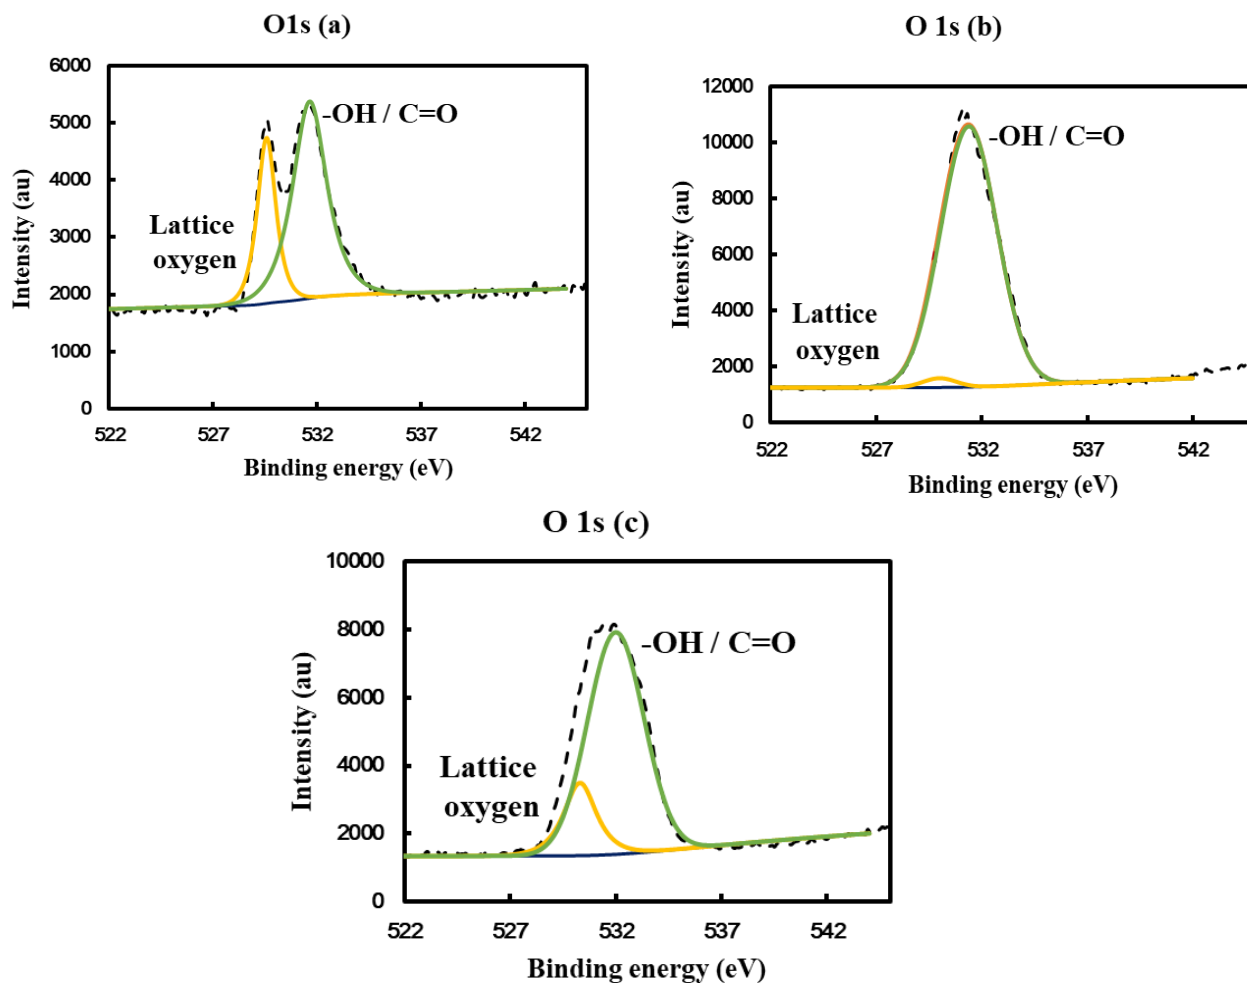 O1s (a)
6000
5000
4000
3000
2000
1000
0
522
527
532
537
542
Intensity (au)
Binding energy (eV)
-OH / C=O
Lattice
oxygen
O 1s (b)
12000
10000
8000
6000
4000
2000
0
522
527
532
537
542
Intensity (au)
Binding energy (eV)
-OH / C=O
Lattice
oxygen
O 1s (c)
10000
8000
6000
4000
2000
0
522
527
532
537
542
Intensity (au)
Binding energy (eV)
-OH / C=O
Lattice
oxygen